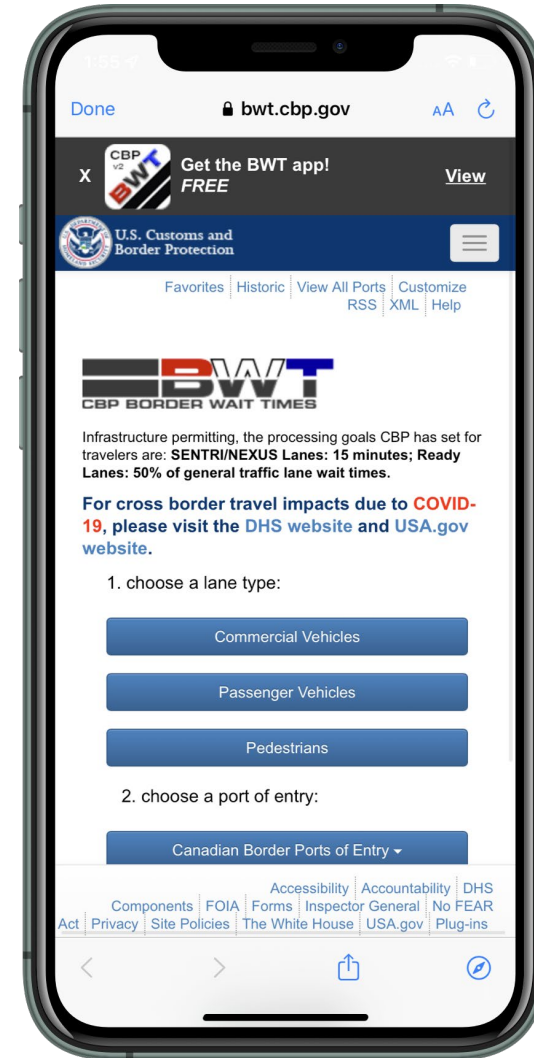 1:55
Done
bwt.cbp.gov
AA
X
CBP
v2
BWT
Get the BWT app!
FREE
View
U.S. Customs and
Border Protection
Favorites Historic View All Ports Customize
RSS XML Help
BWT
CBP BORDER WAIT TIMES
Infrastructure permitting, the processing goals CBP has set for
travelers are: SENTRI/NEXUS Lanes: 15 minutes; Ready
Lanes: 50% of general traffic lane wait times.
For cross border travel impacts due to COVID-
19, please visit the DHS website and USA.gov
website.
1. choose a lane type:
Commercial Vehicles
Passenger Vehicles
Pedestrians
2. choose a port of entry:
Canadian Border Ports of Entry
Accessibility Accountability DHS
Components FOIA Forms Inspector General No FEAR
Act Privacy Site Policies The White House USA.gov Plug-ins